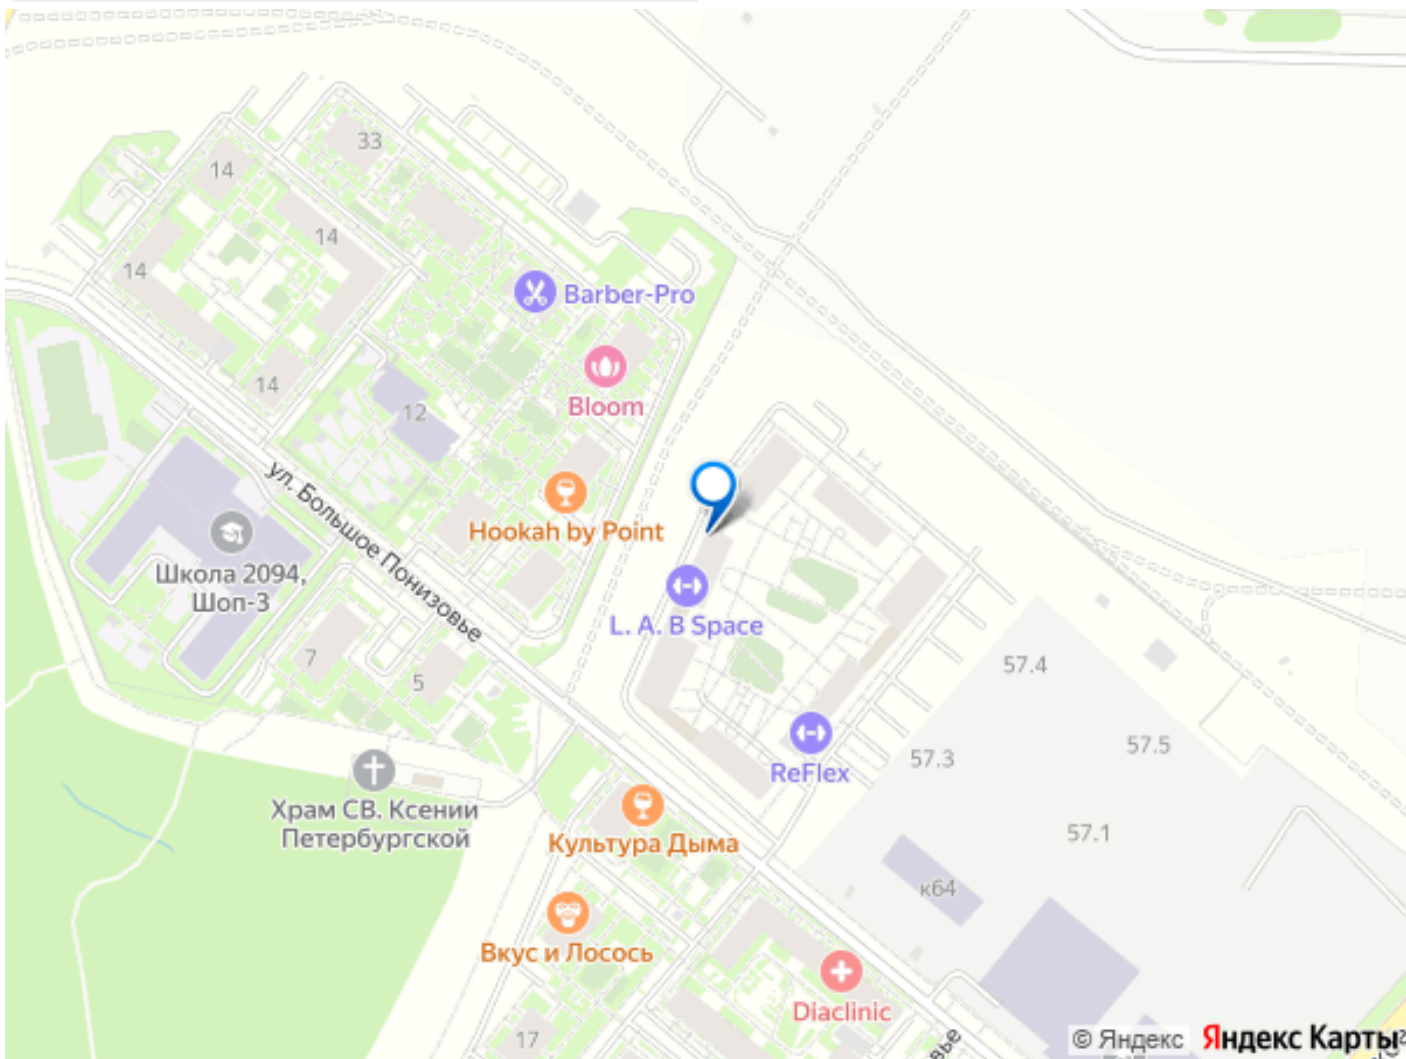 33
14
14
14
Barber-Pro
14
Bloom
12
ул. Большое Понизовье
Hookah by Point
Школа 2094,
Шоп-3
L. A. B Space
7
5
57.4
57.5
57.3
ReFlex
Храм СВ. Ксении
Петербургской
57.1
Культура Дыма
к64
Вкус и Лосось
Diaclinic
17
© Яндекс Яндекс Карты